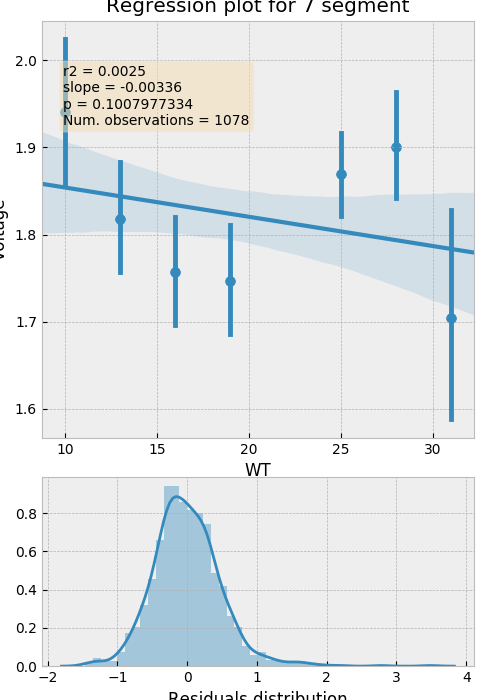 Regression plot for 7 segment
2.0
r2 = 0.0025
slope = -0.00336
p = 0.1007977334
Num. observations = 1078
1.9
Voltage
1.8
1.7
1.6
10 15 20 25 30
WT
0.8
0.6
0.4
0.2
0.0
−2 −1 0 1 2 3 4
Residuals distribution